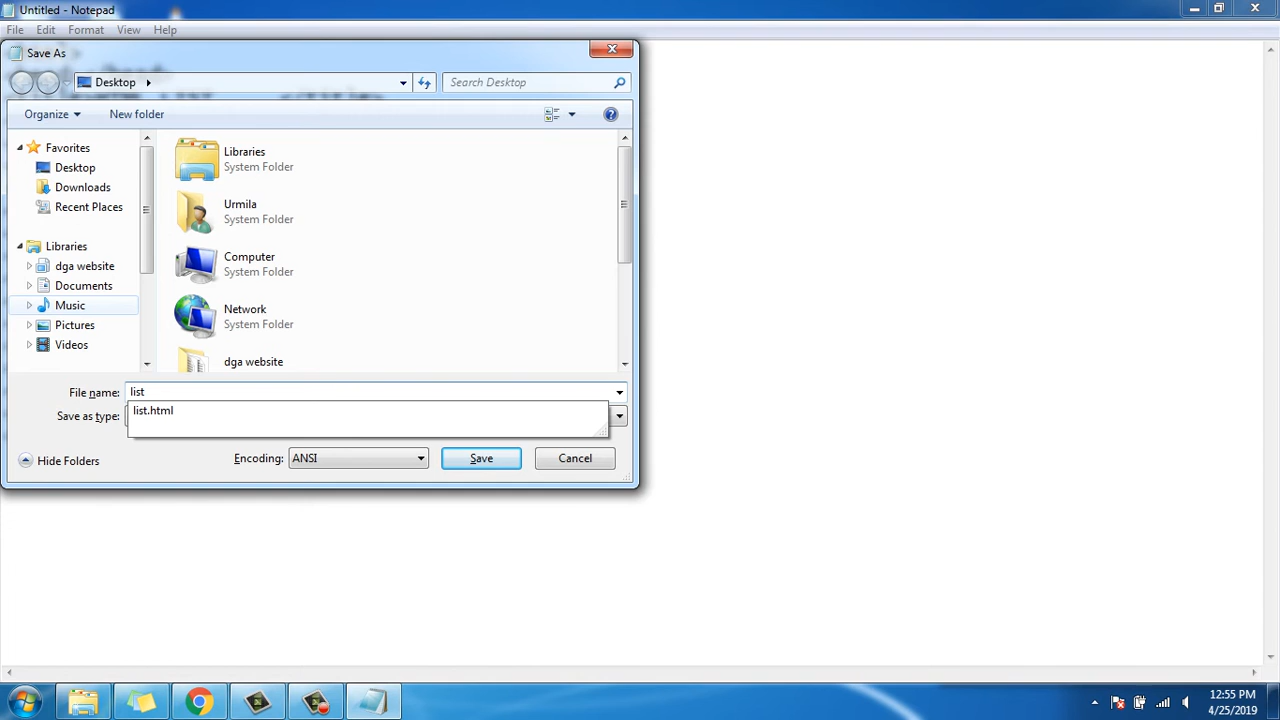 Untitled - Notepad
File Edit Format View Help
Save As
Desktop
Search Desktop
Organize New folder
Favorites
Desktop
Downloads
Recent Places
Libraries
dga website
Documents
Music
Pictures
Videos
Libraries
System Folder
Urmila
System Folder
Computer
System Folder
Network
System Folder
dga website
File name: list
list.html
Save as type:
Hide Folders
Encoding: ANSI
Save Cancel
12:55 PM
4/25/2019